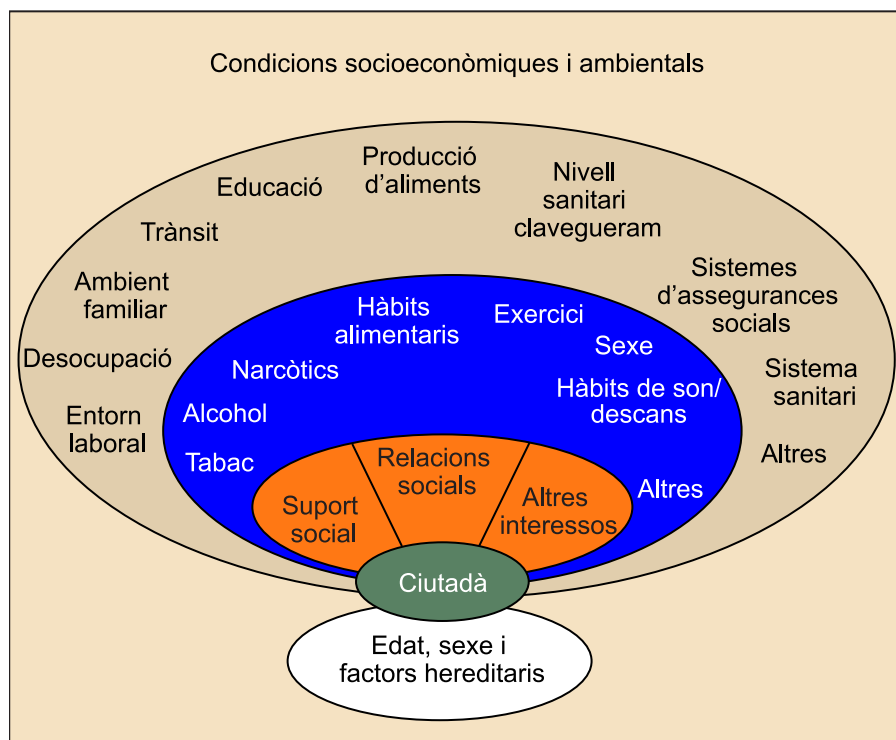 Condicions socioeconòmiques i ambientals
Producció
d'aliments
Educació
Nivell
sanitari
clavegueram
Trànsit
Sistemes
d'assegurances
socials
Ambient
familiar
Hàbits
alimentaris
Exercici
Sexe
Desocupació
Narcòtics
Sistema
sanitari
Hàbits de son/
descans
Entorn
laboral
Alcohol
Altres
Tabac
Relacions
socials
Altres
Suport
social
Altres
interessos
Ciutadà
Edat, sexe i
factors hereditaris